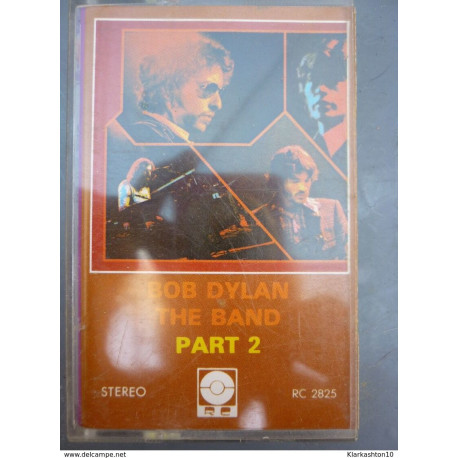 BOB DYLAN
THE BAND
PART 2
STEREO
RC 2825
www.delcampe.net
Klarkashton10